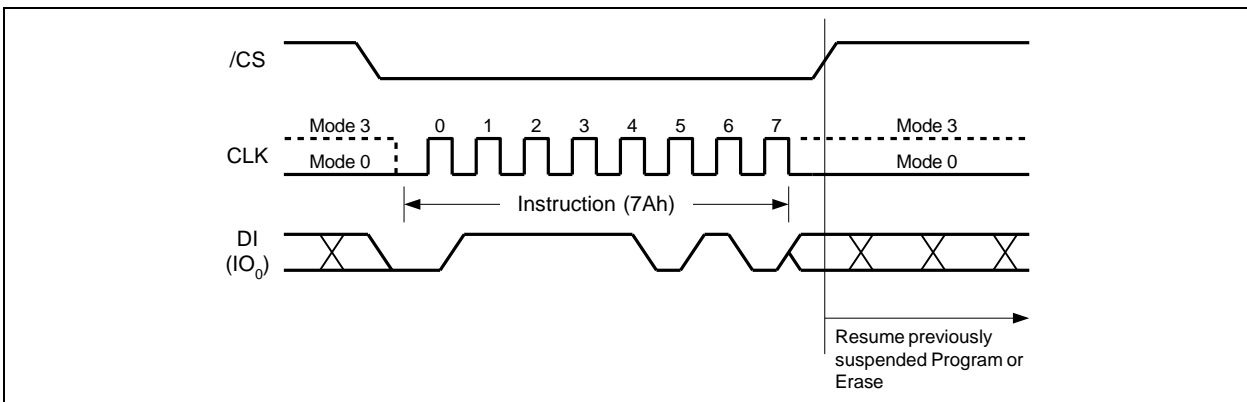 /CS
Mode 3 0 1 2 3 4 5 6 7 Mode 3
CLK
Mode 0 Mode 0
Instruction (7Ah)
DI
(IO0)
Resume previously
suspended Program or
Erase